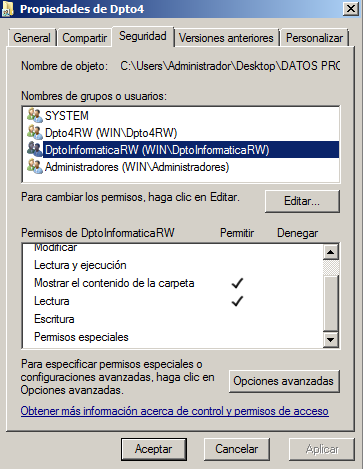 Propiedades de Dpto4
General Compartir Seguridad Versiones anteriores Personalizar
Nombre de objeto: C:\Users\Administrador\Desktop\DATOS PRO
Nombres de grupos o usuarios:
SYSTEM
Dpto4RW (WIN\Dpto4RW)
DptoInformaticaRW (WIN\DptoInformaticaRW)
Administradores (WIN\Administradores)
Para cambiar los permisos, haga clic en Editar.
Editar...
Permisos de DptoInformaticaRW Permitir Denegar
Modificar
Lectura y ejecución
Mostrar el contenido de la carpeta
Lectura
Escritura
Permisos especiales
Para especificar permisos especiales o
configuraciones avanzadas, haga clic en
Opciones avanzadas.
Opciones avanzadas
Obtener más información acerca de control y permisos de acceso
Aceptar Cancelar Aplicar